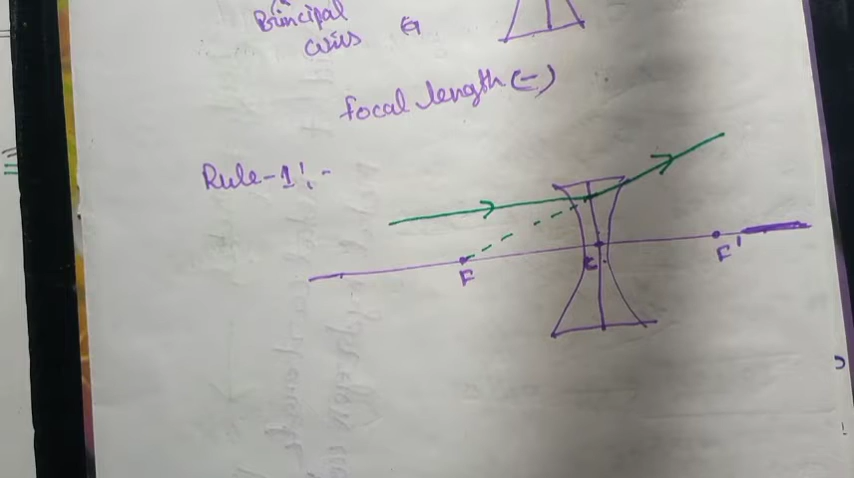 Principal
axis
focal length (-)
Rule-1:-
F
C
F'